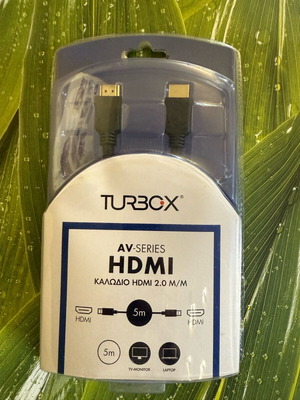 TURBOX®
AV-SERIES
HDMI
ΚΑΛΩΔΙΟ HDMI 2.0 M/M
HDMI 5m HDMI
5m TV-MONITOR LAPTOP